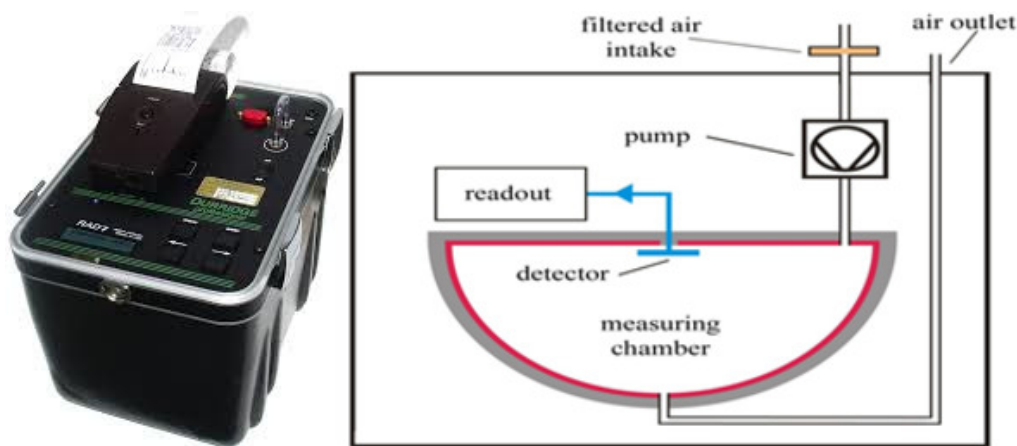 DURRIDGE
RAD7
filtered air
intake
air outlet
pump
readout
detector
measuring
chamber